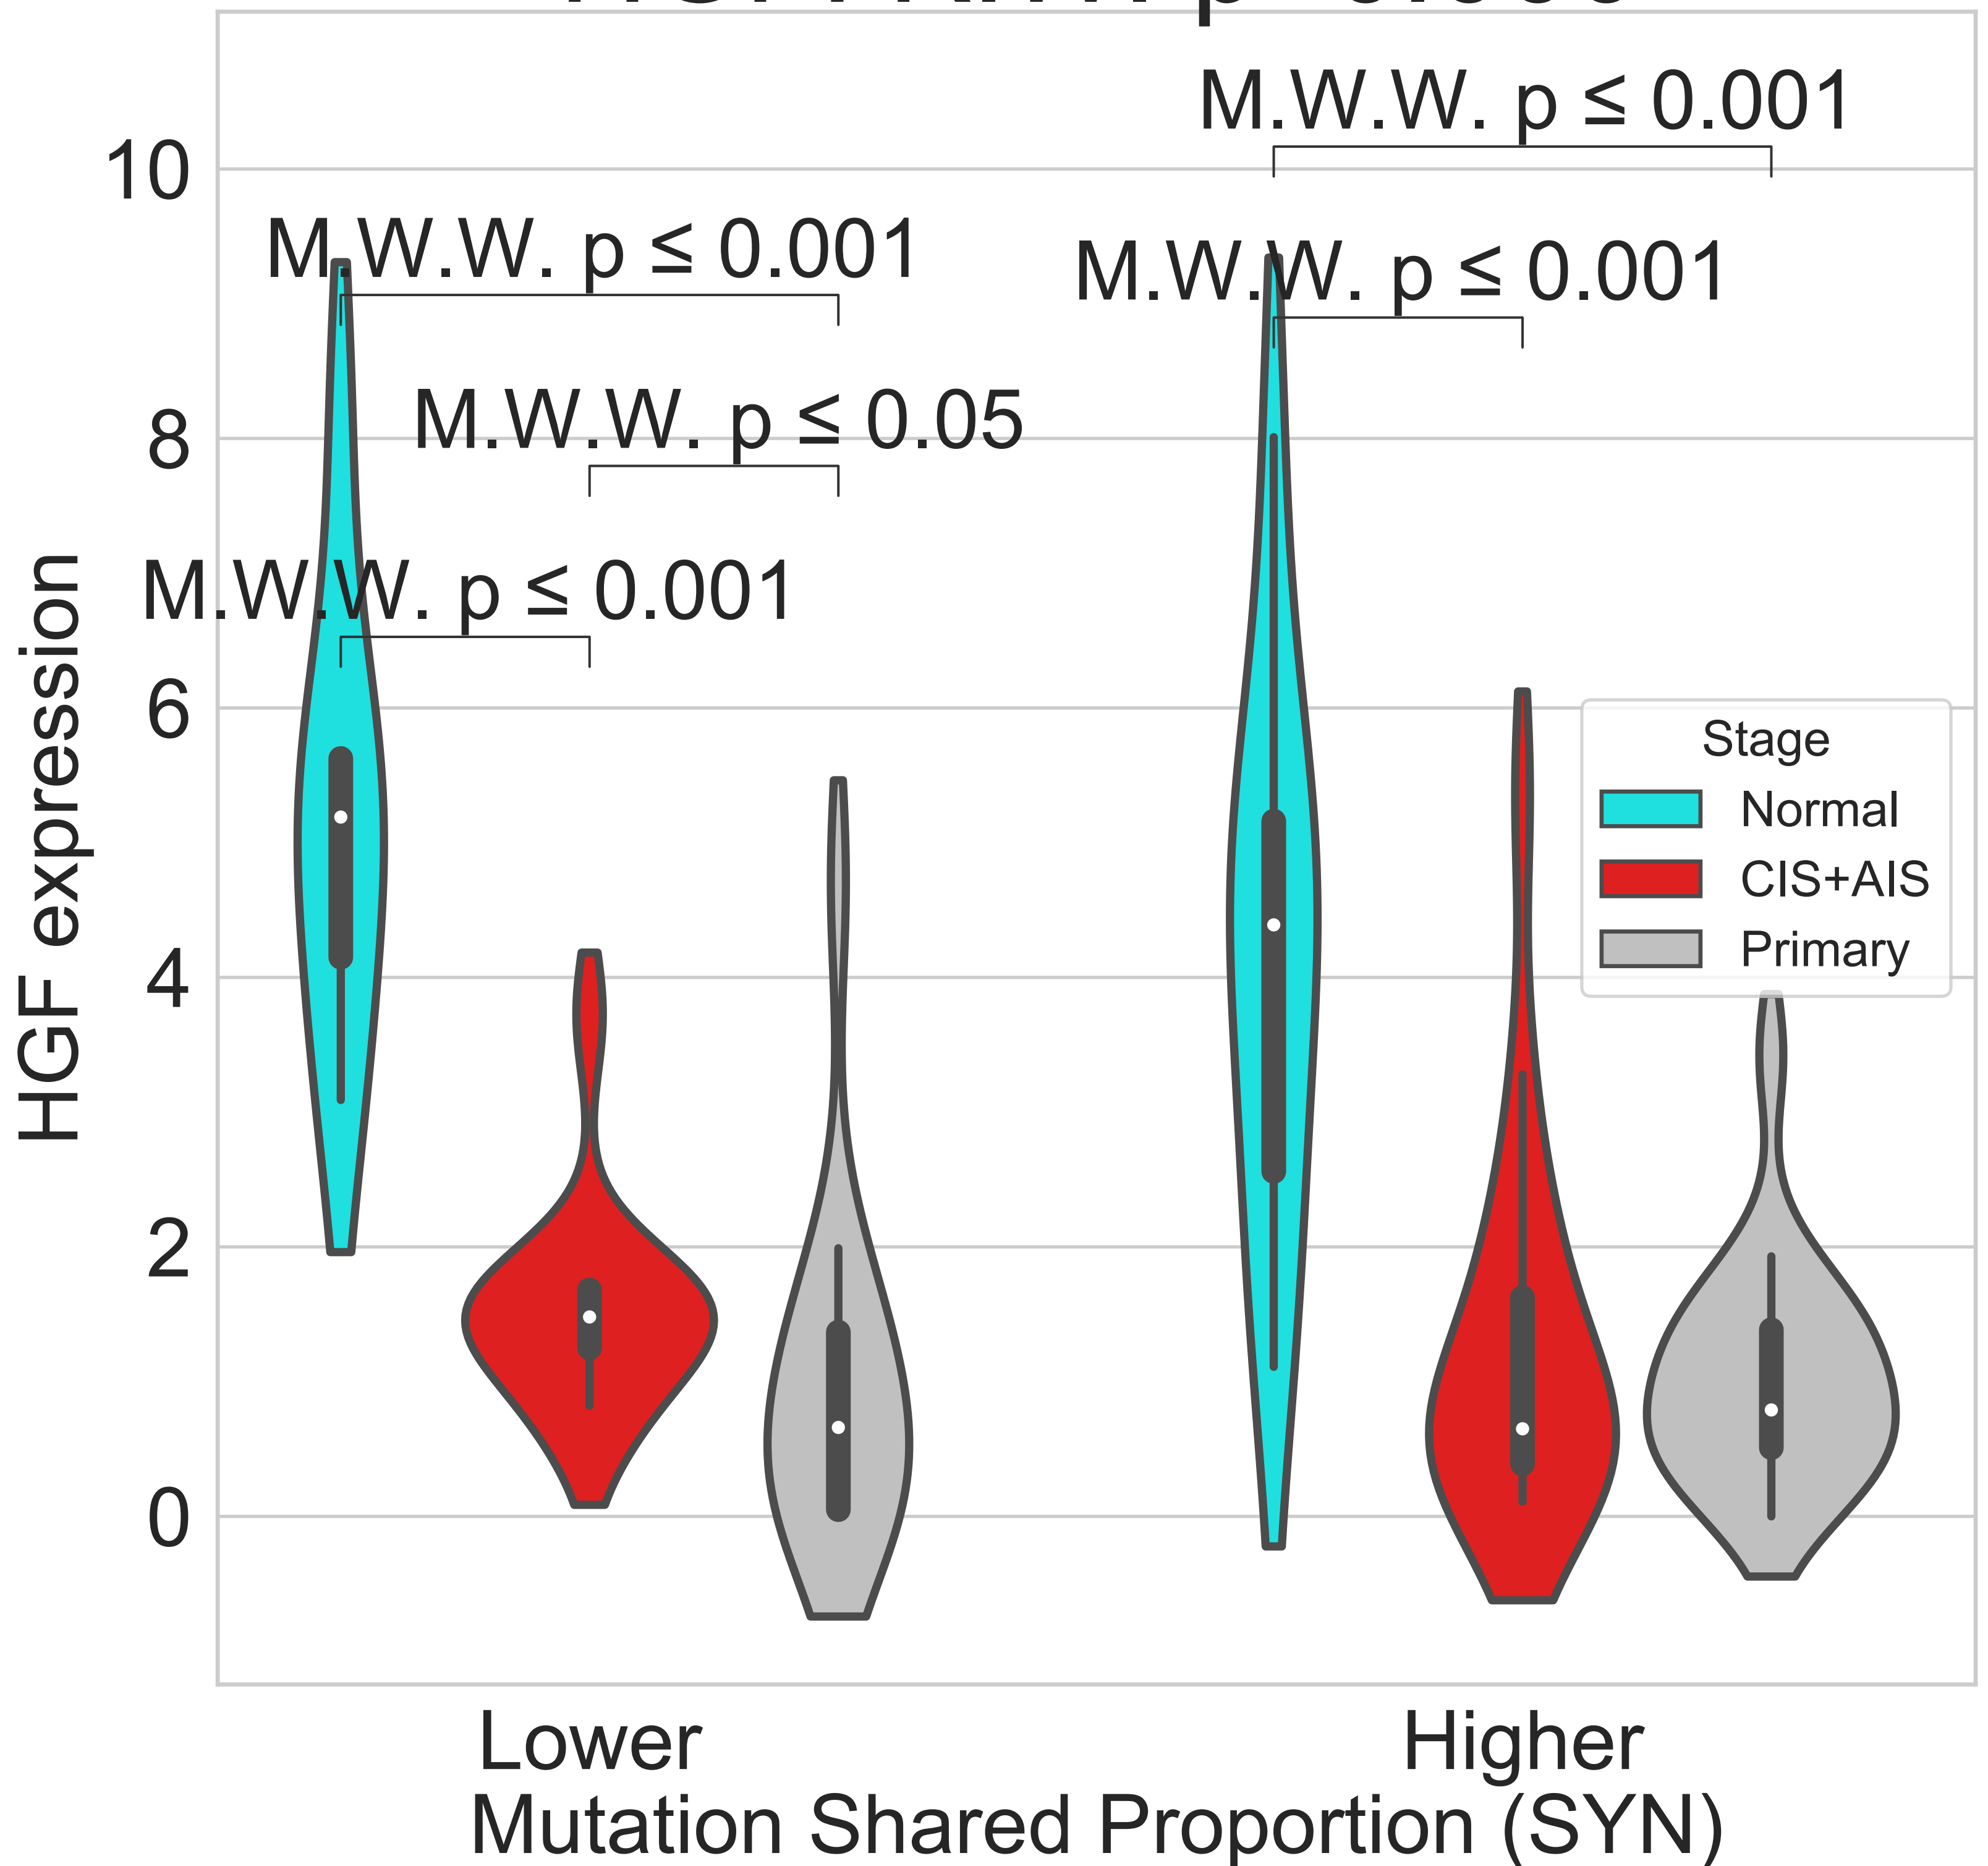 M.W.W. p ≤ 0.001
10
M.W.W. p ≤ 0.001
M.W.W. p ≤ 0.001
8
M.W.W. p ≤ 0.05
M.W.W. p ≤ 0.001
6
4
2
0
HGF expression
Stage
Normal
CIS+AIS
Primary
Lower
Higher
Mutation Shared Proportion (SYN)